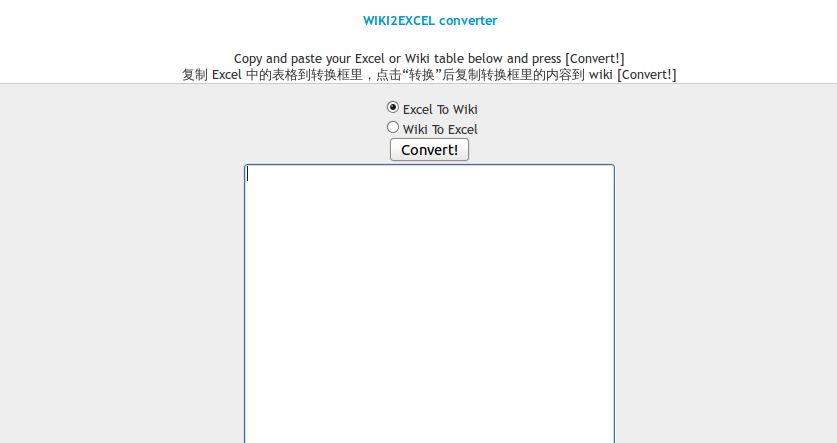 WIKI2EXCEL converter
Copy and paste your Excel or Wiki table below and press [Convert!]
复制 Excel 中的表格到转换框里，点击“转换”后复制转换框里的内容到 wiki [Convert!]
Excel To Wiki
Wiki To Excel
Convert!